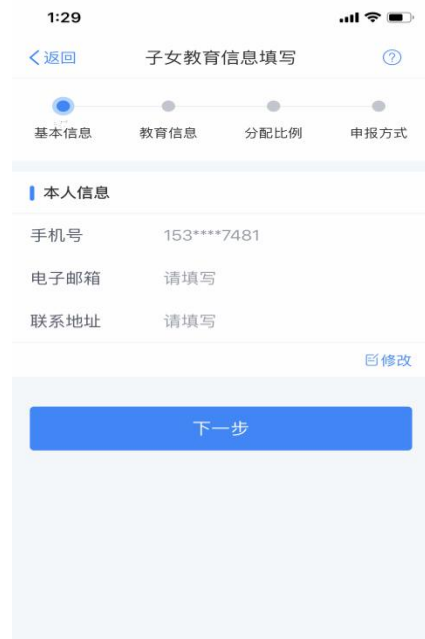 1:29
返回 子女教育信息填写
基本信息 教育信息 分配比例 申报方式
本人信息
手机号 153****7481
电子邮箱 请填写
联系地址 请填写
修改
下一步